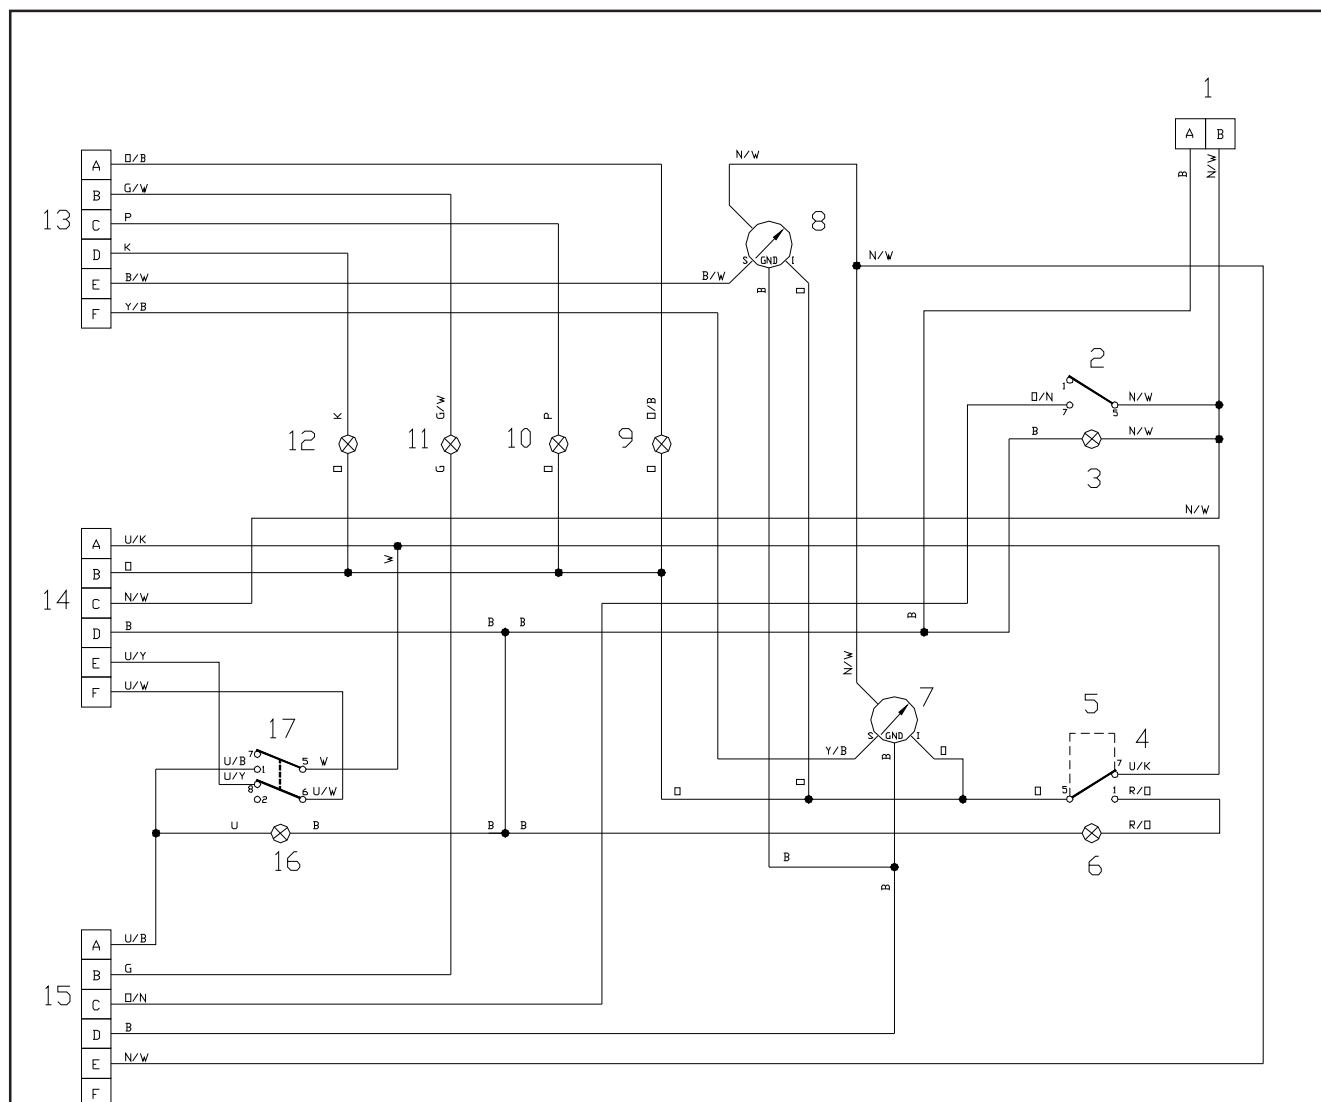 1
A B
B N/W
13
A O/B
B G/W
C P
D K
E B/W
F Y/B
N/W
8
S GND I
B/W
B O
N/W
2
1
O/N 7 5 N/W
B N/W
3
12 11 10 9
K G/W P O/B
O G O O
N/W
14
A U/K
B O
C N/W
D B
E U/Y
F U/W
W
B B
B
N/W
7
S GND I
Y/B
B O
O
17
U/B 7 1 5 W
U/Y 8 2 6 U/W
5
4
7 U/K
O O 5 1 R/O
U B B B R/O
16
6
B
B
15
A U/B
B G
C O/N
D B
E N/W
F